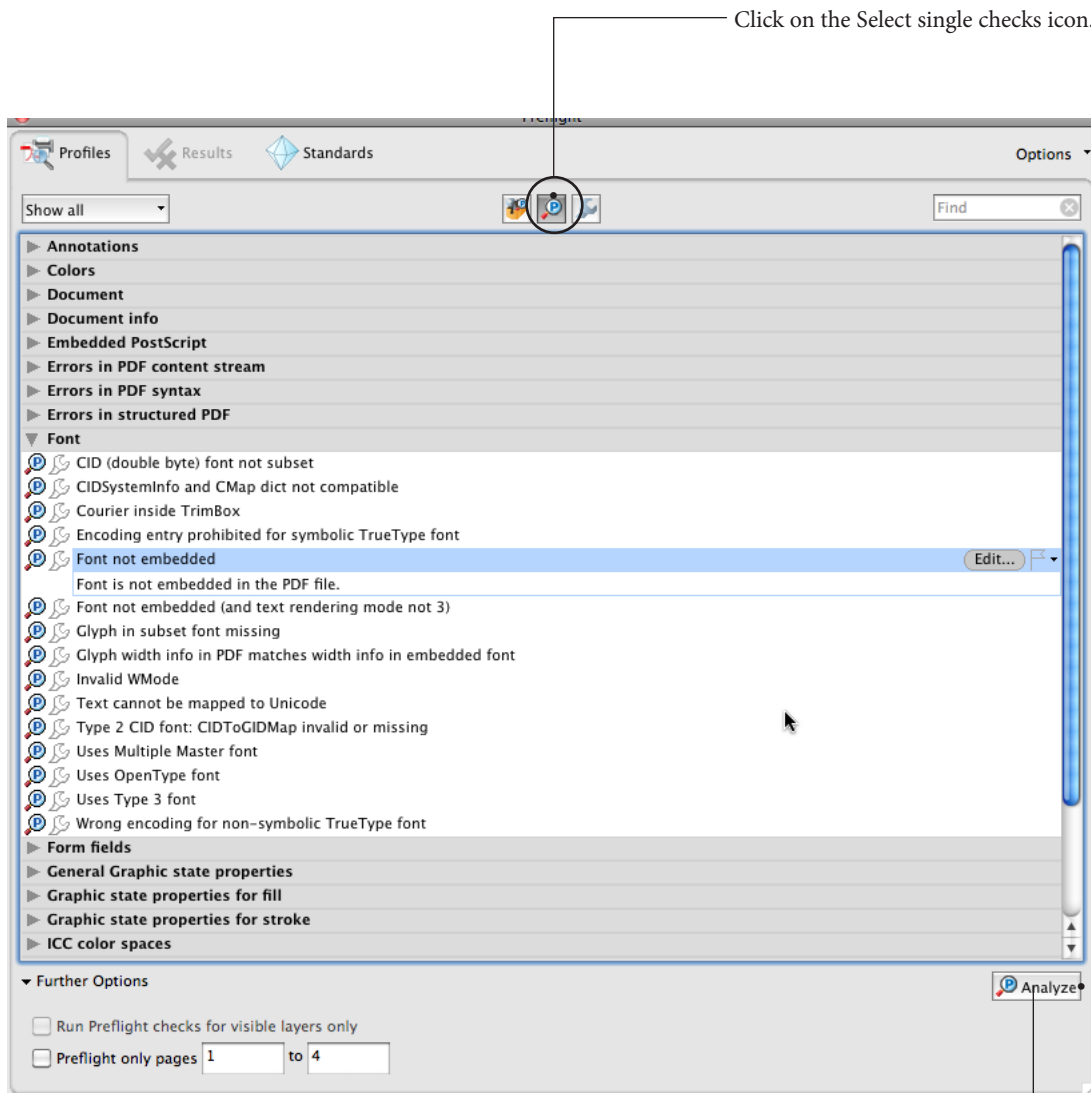 Click on the Select single checks icon.
Preflight
Profiles Results Standards Options
Show all Find
Annotations
Colors
Document
Document info
Embedded PostScript
Errors in PDF content stream
Errors in PDF syntax
Errors in structured PDF
Font
CID (double byte) font not subset
CIDSystemInfo and CMap dict not compatible
Courier inside TrimBox
Encoding entry prohibited for symbolic TrueType font
Font not embedded Edit...
Font is not embedded in the PDF file.
Font not embedded (and text rendering mode not 3)
Glyph in subset font missing
Glyph width info in PDF matches width info in embedded font
Invalid WMode
Text cannot be mapped to Unicode
Type 2 CID font: CIDToGIDMap invalid or missing
Uses Multiple Master font
Uses OpenType font
Uses Type 3 font
Wrong encoding for non-symbolic TrueType font
Form fields
General Graphic state properties
Graphic state properties for fill
Graphic state properties for stroke
ICC color spaces
Further Options Analyze
Run Preflight checks for visible layers only
Preflight only pages 1 to 4